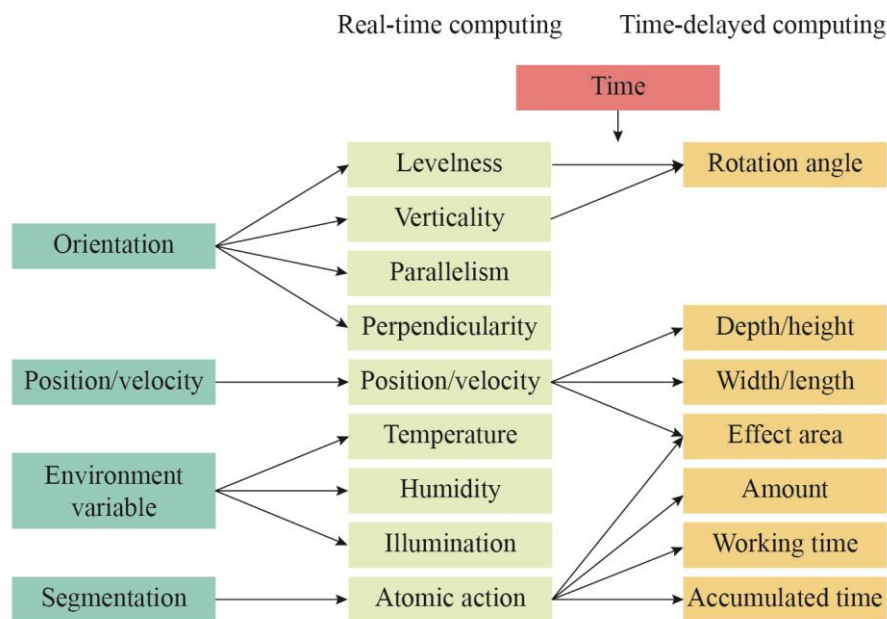 Real-time computing
Time-delayed computing
Time
Levelness
Rotation angle
Verticality
Orientation
Parallelism
Perpendicularity
Depth/height
Position/velocity
Position/velocity
Width/length
Temperature
Effect area
Environment
variable
Humidity
Amount
Illumination
Working time
Segmentation
Atomic action
Accumulated time